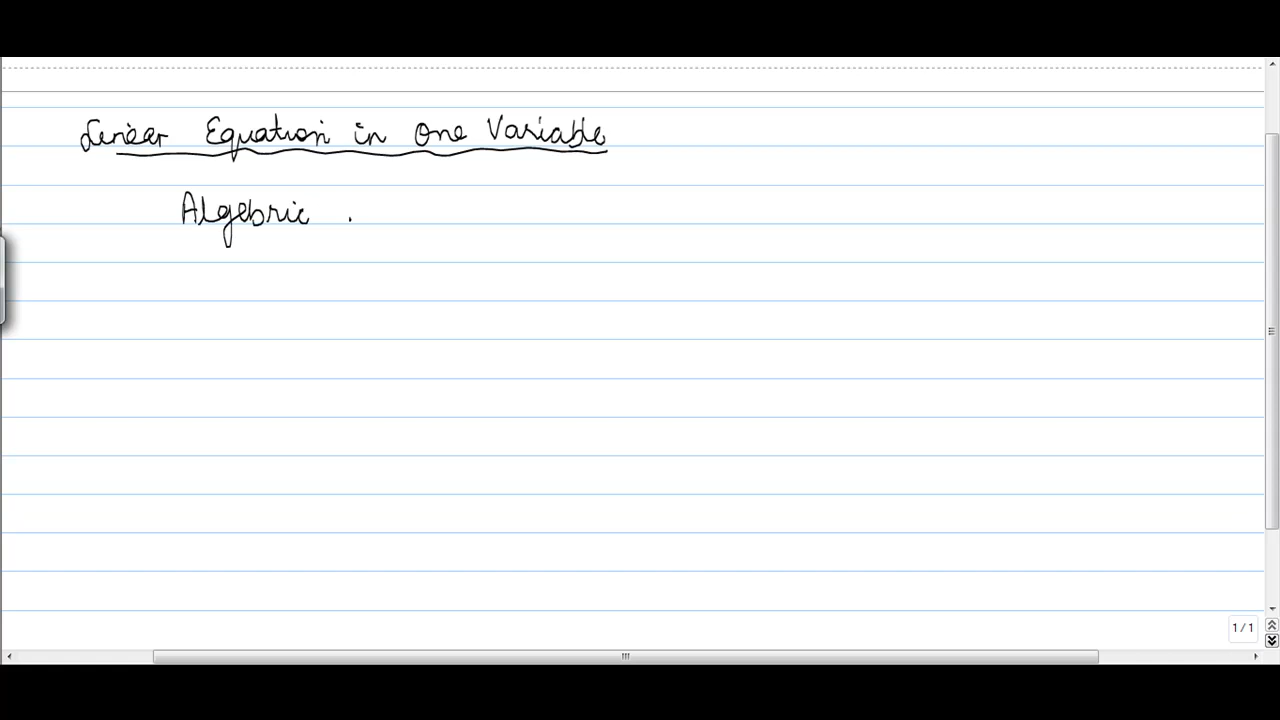 Linear Equation in One Variable
Algebric .
1 / 1